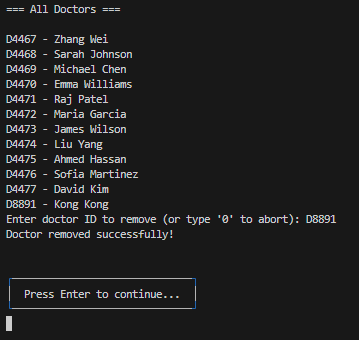 === All Doctors ===
D4467 - Zhang Wei
D4468 - Sarah Johnson
D4469 - Michael Chen
D4470 - Emma Williams
D4471 - Raj Patel
D4472 - Maria Garcia
D4473 - James Wilson
D4474 - Liu Yang
D4475 - Ahmed Hassan
D4476 - Sofia Martinez
D4477 - David Kim
D8891 - Kong Kong
Enter doctor ID to remove (or type '0' to abort): D8891
Doctor removed successfully!
Press Enter to continue...